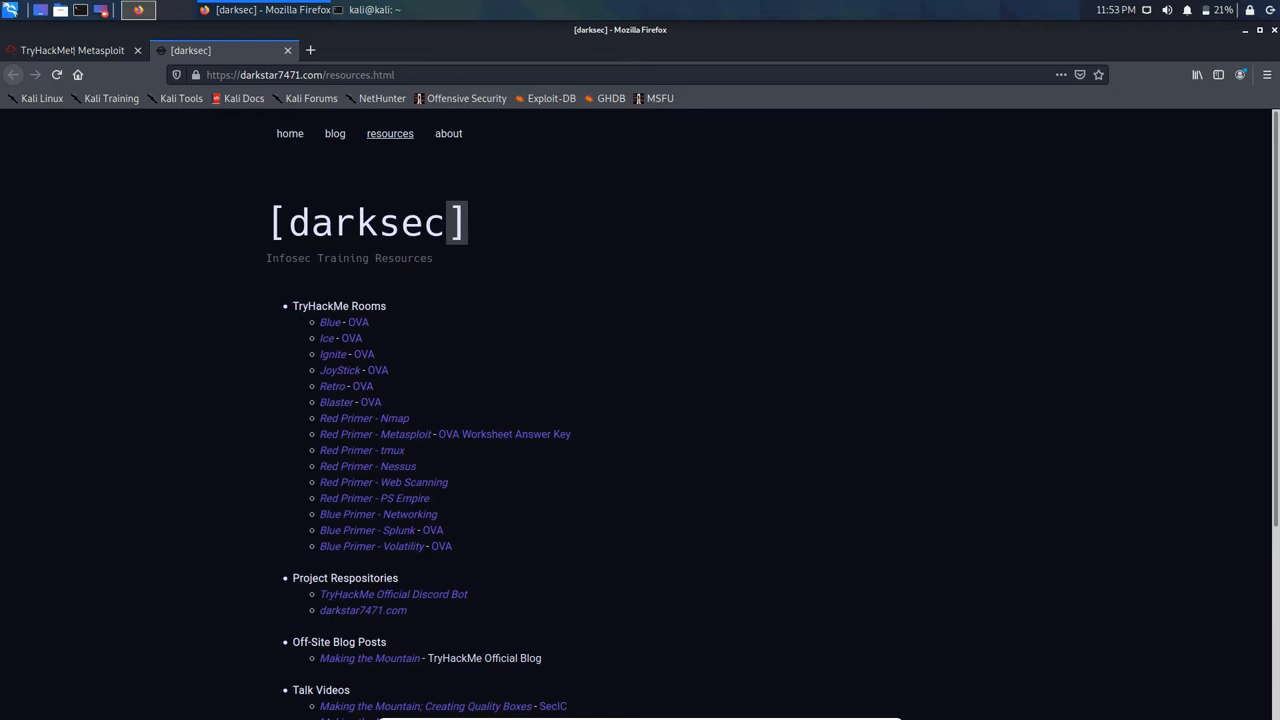 [darksec] - Mozilla Firefox
kali@kali: ~
11:53 PM
21%
[darksec] - Mozilla Firefox
TryHackMe | Metasploit
[darksec]
https://darkstar7471.com/resources.html
Kali Linux
Kali Training
Kali Tools
Kali Docs
Kali Forums
NetHunter
Offensive Security
Exploit-DB
GHDB
MSFU
home blog resources about
[darksec]
Infosec Training Resources
TryHackMe Rooms
Blue - OVA
Ice - OVA
Ignite - OVA
JoyStick - OVA
Retro - OVA
Blaster - OVA
Red Primer - Nmap
Red Primer - Metasploit - OVA Worksheet Answer Key
Red Primer - tmux
Red Primer - Nessus
Red Primer - Web Scanning
Red Primer - PS Empire
Blue Primer - Networking
Blue Primer - Splunk - OVA
Blue Primer - Volatility - OVA
Project Respositories
TryHackMe Official Discord Bot
darkstar7471.com
Off-Site Blog Posts
Making the Mountain - TryHackMe Official Blog
Talk Videos
Making the Mountain; Creating Quality Boxes - SecIC